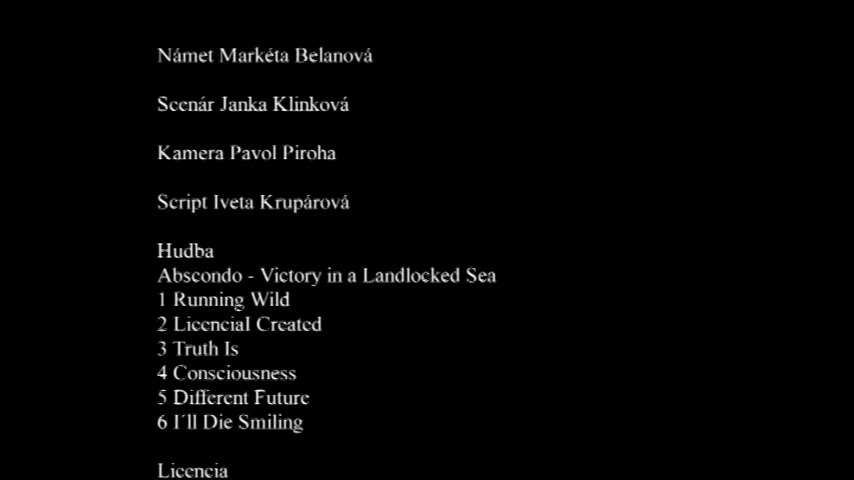 Námet Markéta Belanová
Scenár Janka Klinková
Kamera Pavol Piroha
Script Iveta Krupárová
Hudba
Abscondo - Victory in a Landlocked Sea
1 Running Wild
2 LicenciaI Created
3 Truth Is
4 Consciousness
5 Different Future
6 I´ll Die Smiling
Licencia